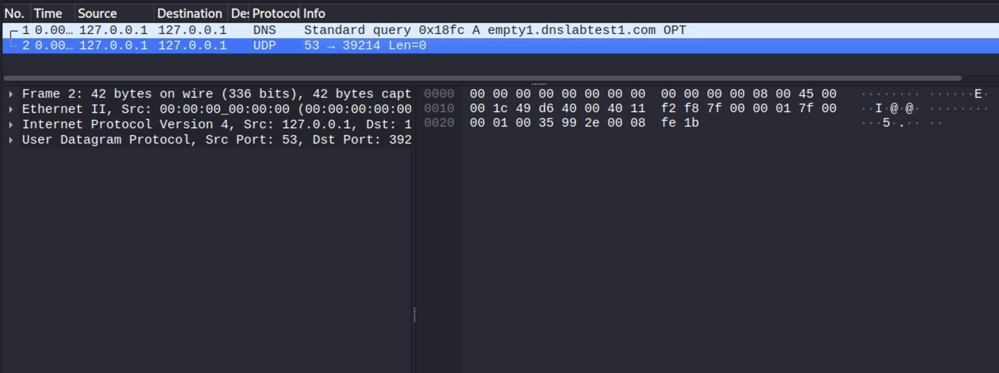 No. Time Source Destination Des Protocol Info
1 0.00… 127.0.0.1 127.0.0.1 DNS Standard query 0x18fc A empty1.dnslabtest1.com OPT
2 0.00… 127.0.0.1 127.0.0.1 UDP 53 → 39214 Len=0
Frame 2: 42 bytes on wire (336 bits), 42 bytes capt
Ethernet II, Src: 00:00:00_00:00:00 (00:00:00:00:00
Internet Protocol Version 4, Src: 127.0.0.1, Dst: 1
User Datagram Protocol, Src Port: 53, Dst Port: 392
0000 00 00 00 00 00 00 00 00 00 00 00 00 08 00 45 00 ········ ······E·
0010 00 1c 49 d6 40 00 40 11 f2 f8 7f 00 00 01 7f 00 ··I·@·@· ········
0020 00 01 00 35 99 2e 00 08 fe 1b ···5·.·· ··